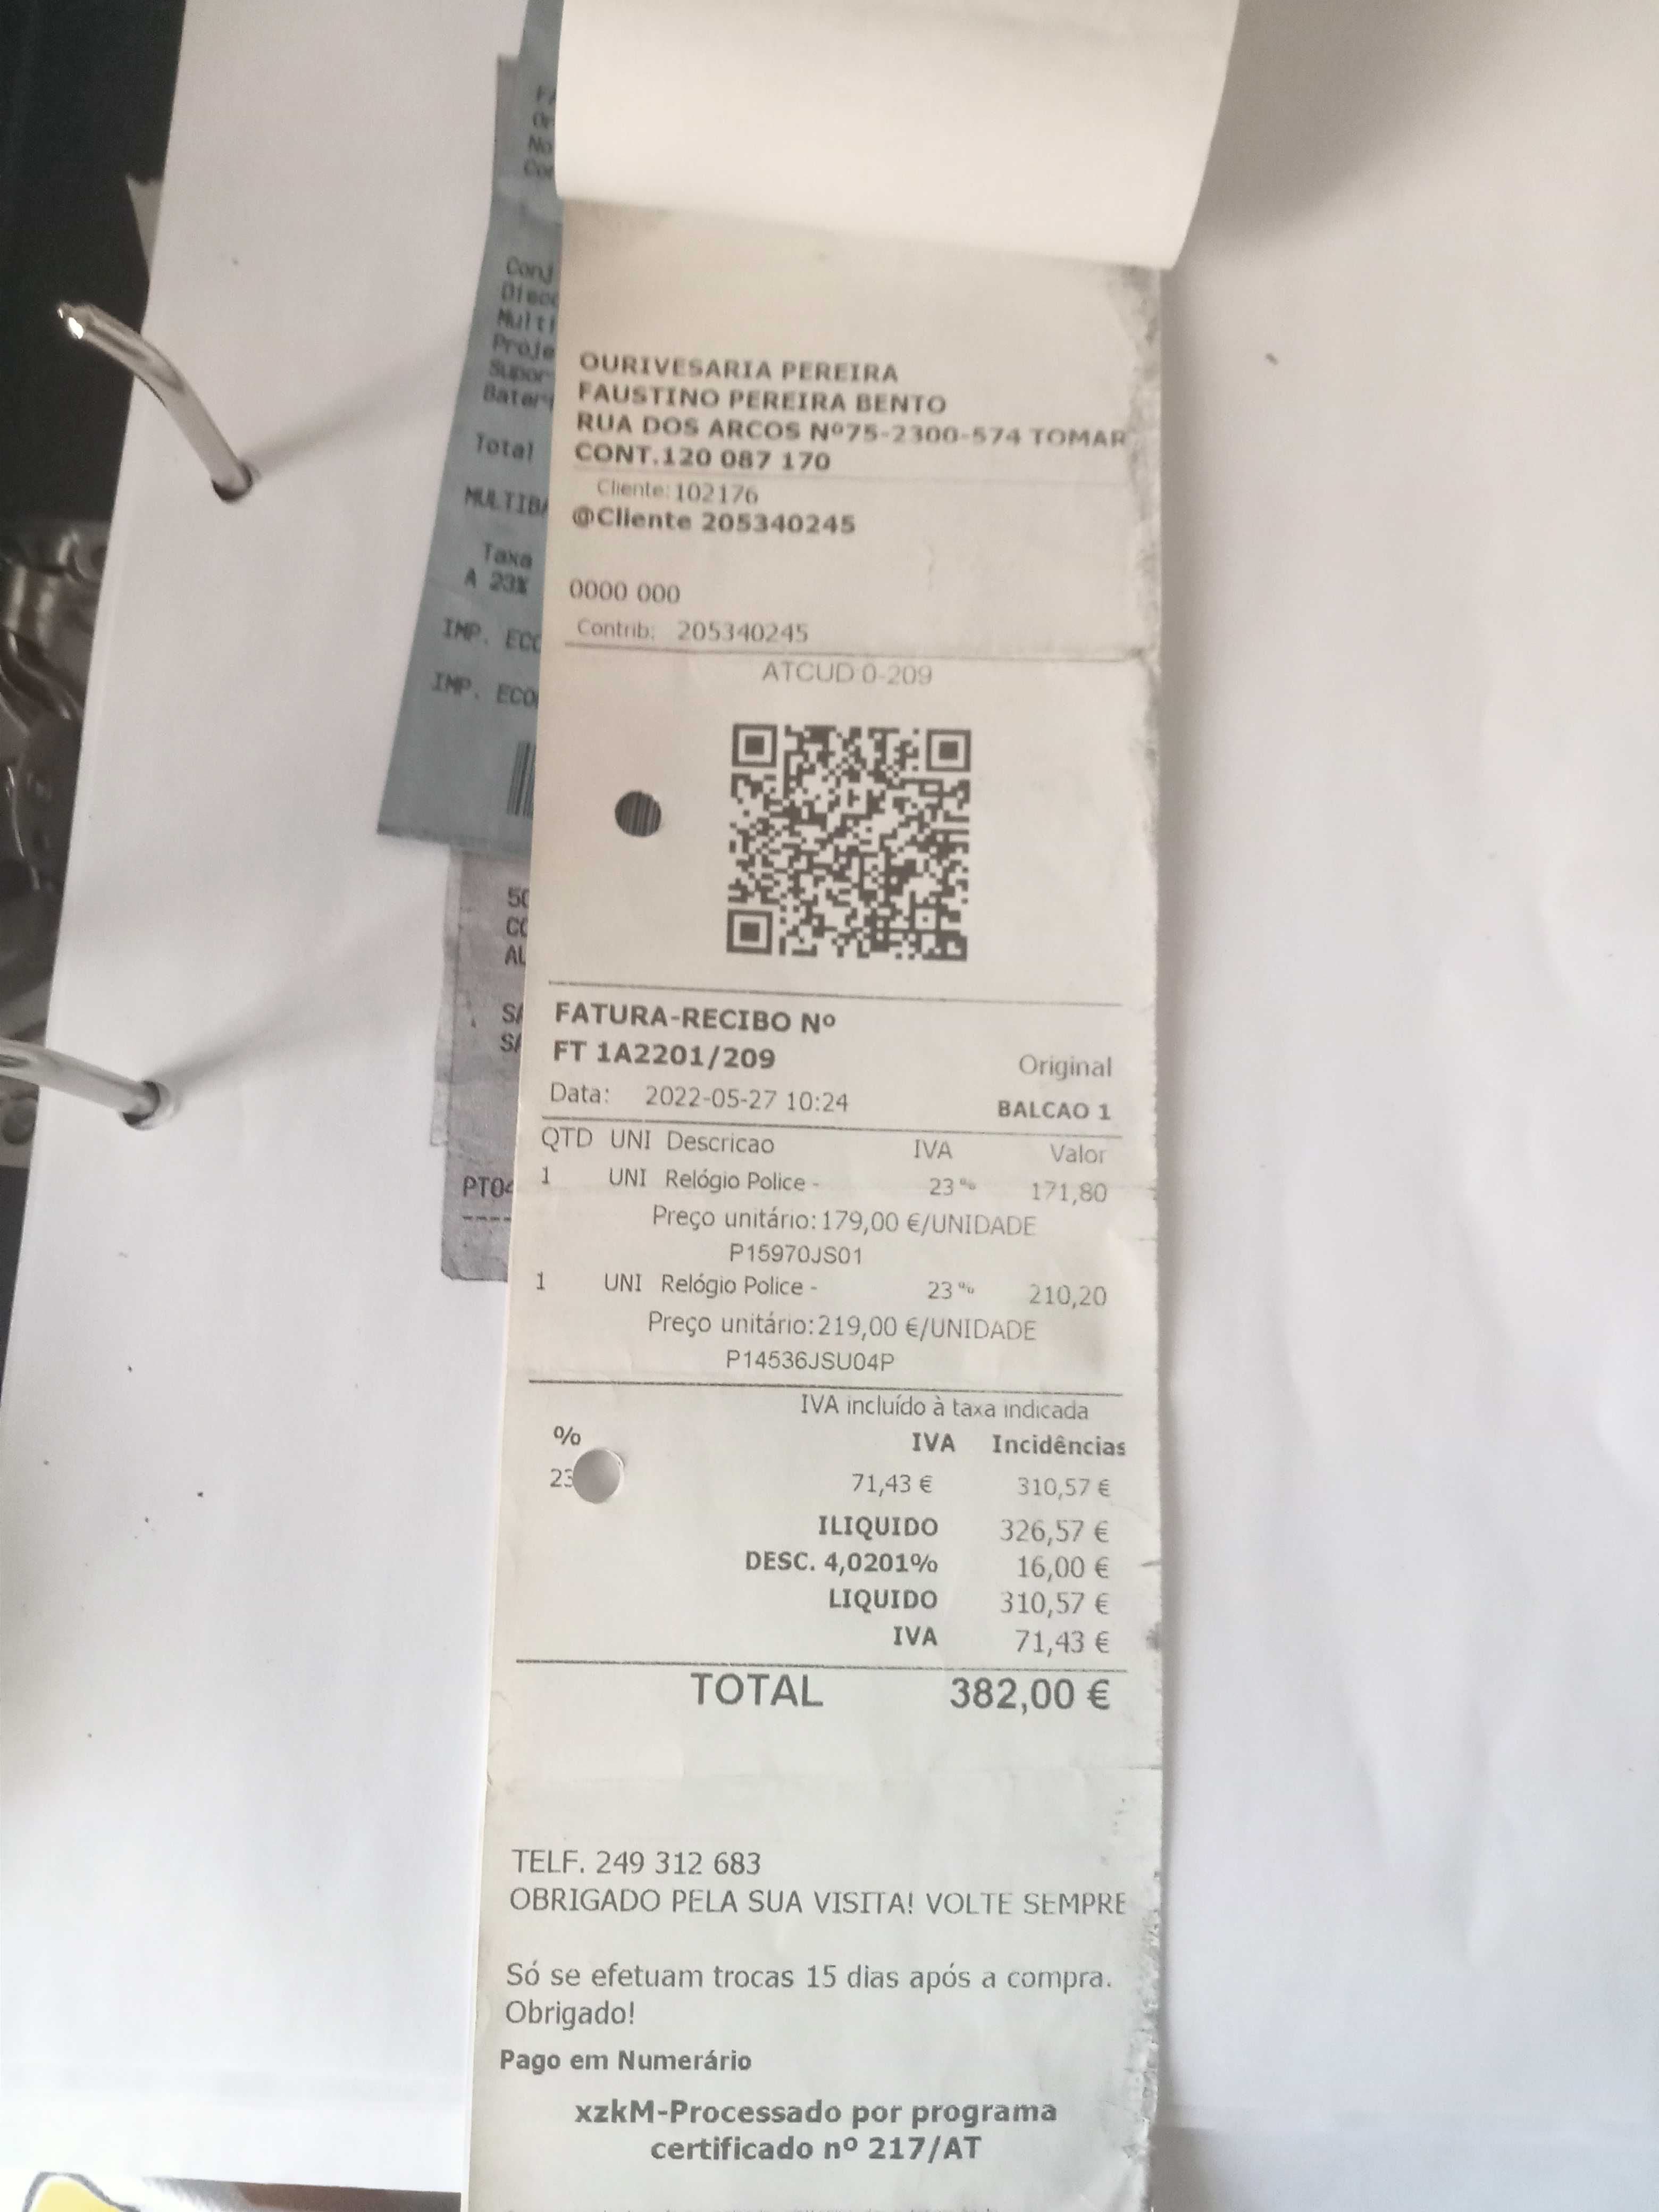 OURIVESARIA PEREIRA
FAUSTINO PEREIRA BENTO
RUA DOS ARCOS Nº75-2300-574 TOMAR
CONT.120 087 170
Cliente: 102176
@Cliente 205340245
0000 000
Contrib: 205340245
ATCUD 0-209
FATURA-RECIBO Nº
FT 1A2201/209 Original
Data: 2022-05-27 10:24 BALCAO 1
QTD UNI Descricao IVA Valor
1 UNI Relógio Police - 23% 171,80
Preço unitário:179,00 €/UNIDADE
P15970JS01
1 UNI Relógio Police - 23% 210,20
Preço unitário:219,00 €/UNIDADE
P14536JSU04P
IVA incluído à taxa indicada
% IVA Incidências
23 71,43 € 310,57 €
ILIQUIDO 326,57 €
DESC. 4,0201% 16,00 €
LIQUIDO 310,57 €
IVA 71,43 €
TOTAL 382,00 €
TELF. 249 312 683
OBRIGADO PELA SUA VISITA! VOLTE SEMPRE
Só se efetuam trocas 15 dias após a compra.
Obrigado!
Pago em Numerário
xzkM-Processado por programa
certificado nº 217/AT
Conj
Multi
Proje
Total
Taxa
A 23%
IMP. ECO